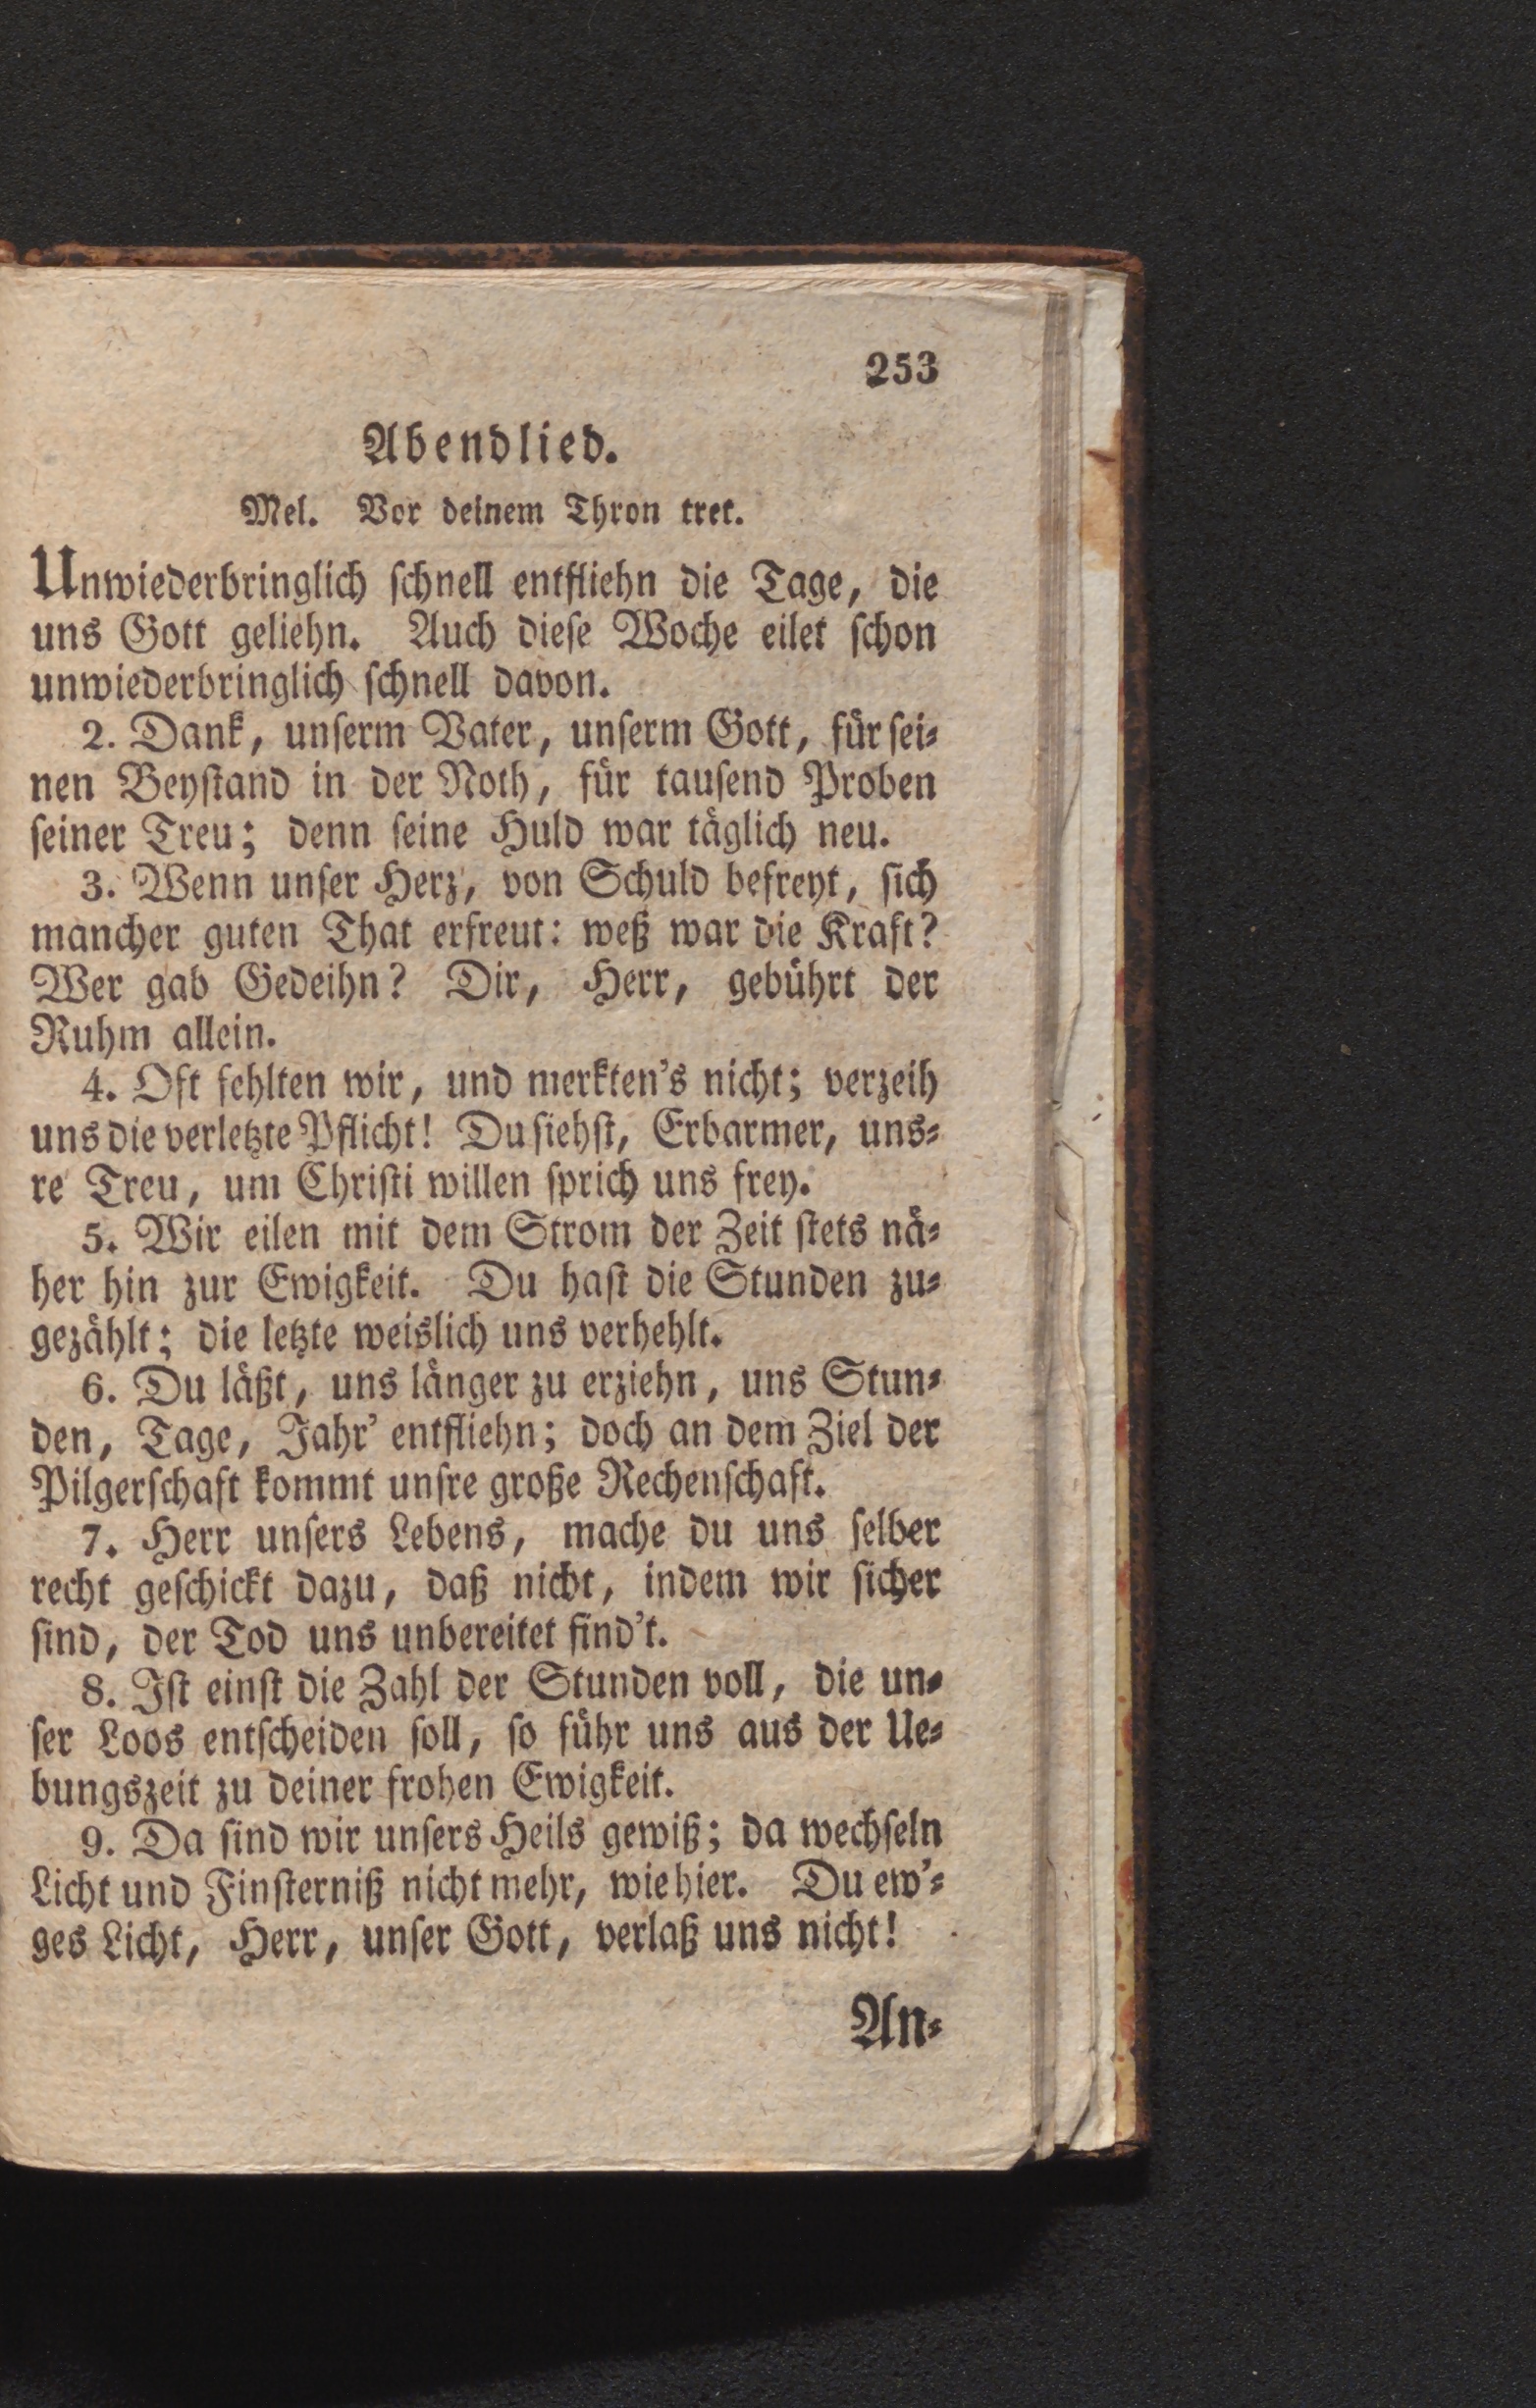 253
Abendlied.
Mel. Vor deinem Thron tret.
Unwiederbringlich ſchnell entfliehn die Tage, die
uns Gott geliehn. Auch dieſe Woche eilet ſchon
unwiederbringlich ſchnell davon.
2. Dank, unſerm Vater, unſerm Gott, für ſei⸗
nen Beyſtand in der Noth, für tauſend Proben
ſeiner Treu; denn ſeine Huld war täglich neu.
3. Wenn unſer Herz, von Schuld befreyt, ſich
mancher guten That erfreut: weß war die Kraft?
Wer gab Gedeihn? Dir, Herr, gebührt der
Ruhm allein.
4. Oft fehlten wir, und merkten's nicht; verzeih
uns die verletzte Pflicht! Du ſiehſt, Erbarmer, unſ⸗
re Treu, um Chriſti willen ſprich uns frey.
5. Wir eilen mit dem Strom der Zeit ſtets nä⸗
her hin zur Ewigkeit. Du haſt die Stunden zu⸗
gezählt; die letzte weislich uns verhehlt.
6. Du läßt, uns länger zu erziehn, uns Stun⸗
den, Tage, Jahr' entfliehn; doch an dem Ziel der
Pilgerſchaft kommt unſre große Rechenſchaft.
7. Herr unſers Lebens, mache du uns ſelber
recht geſchickt dazu, daß nicht, indem wir ſicher
ſind, der Tod uns unbereitet find't.
8. Iſt einſt die Zahl der Stunden voll, die un⸗
ſer Loos entſcheiden ſoll, ſo führ uns aus der Ue⸗
bungszeit zu deiner frohen Ewigkeit.
9. Da ſind wir unſers Heils gewiß; da wechſeln
Licht und Finſterniß nicht mehr, wie hier. Du ew'⸗
ges Licht, Herr, unſer Gott, verlaß uns nicht!
An⸗